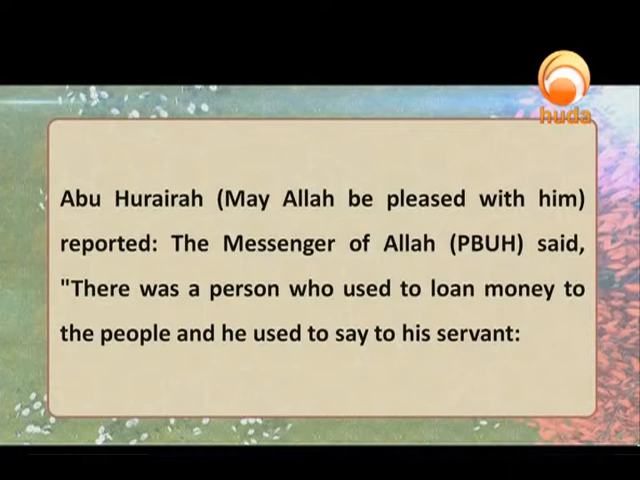 huda
Abu Hurairah (May Allah be pleased with him)
reported: The Messenger of Allah (PBUH) said,
"There was a person who used to loan money to
the people and he used to say to his servant: